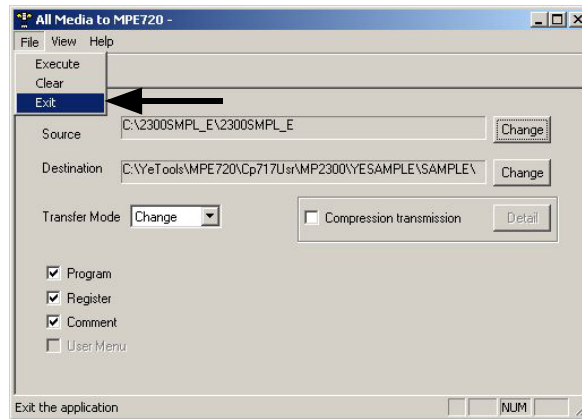 All Media to MPE720 -
File View Help
Execute
Clear
Exit
Source C:\2300SMPL_E\2300SMPL_E Change
Destination C:\YeTools\MPE720\Cp717Usr\MP2300\YESAMPLE\SAMPLE\ Change
Transfer Mode Change Compression transmission Detail
Program
Register
Comment
User Menu
Exit the application NUM